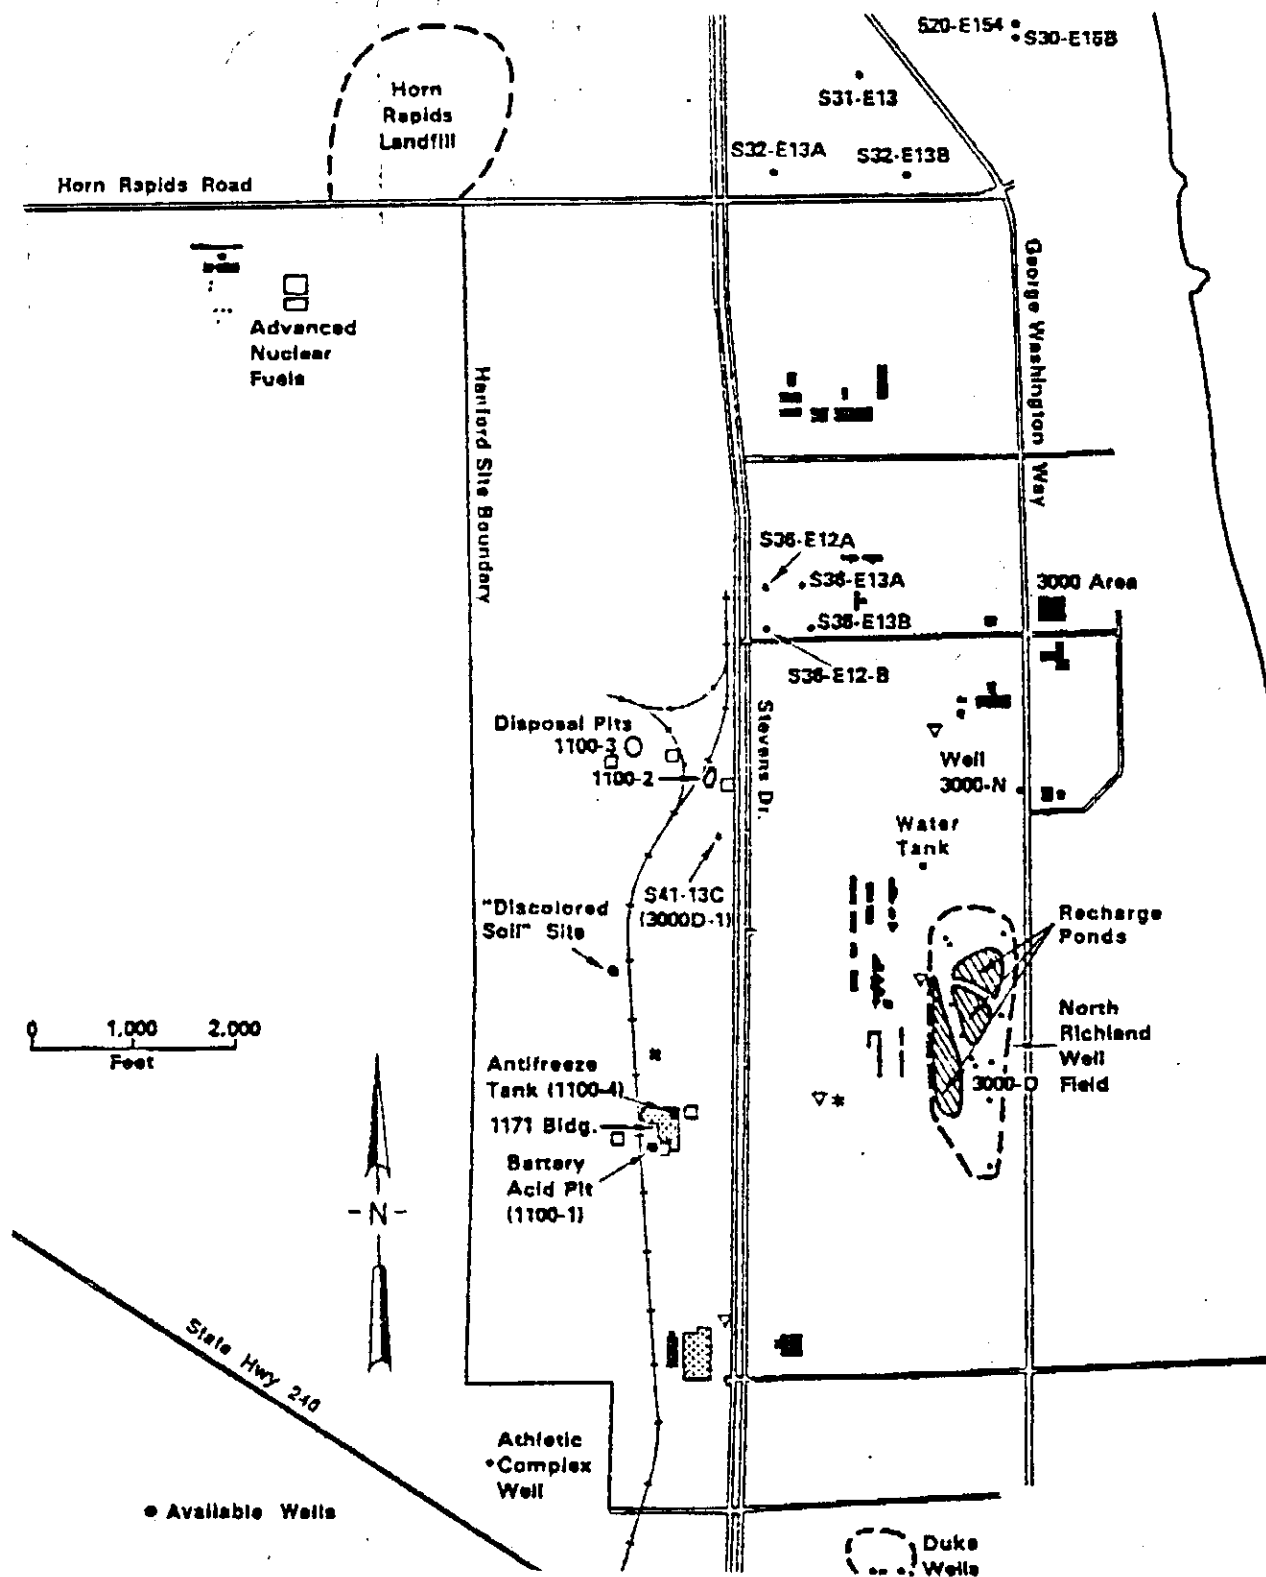 S20-E154
S30-E15B
S31-E13
S32-E13A
S32-E13B
Horn
Rapids
Landfill
Horn Rapids Road
Advanced
Nuclear
Fuels
Hanford Site Boundary
George Washington Way
S36-E12A
S36-E13A
3000 Area
S36-E13B
S36-E12-B
Stevens Dr.
Disposal Pits
1100-3
1100-2
Well
3000-N
Water
Tank
S41-13C
(3000D-1)
"Discolored
Soil" Site
Recharge
Ponds
North
Richland
Well
Field
3000-D
0 1,000 2,000
Feet
Antifreeze
Tank (1100-4)
1171 Bldg.
Battery
Acid Pit
(1100-1)
-N-
State Hwy 240
Athletic
Complex
Well
Available Wells
Duke
Wells